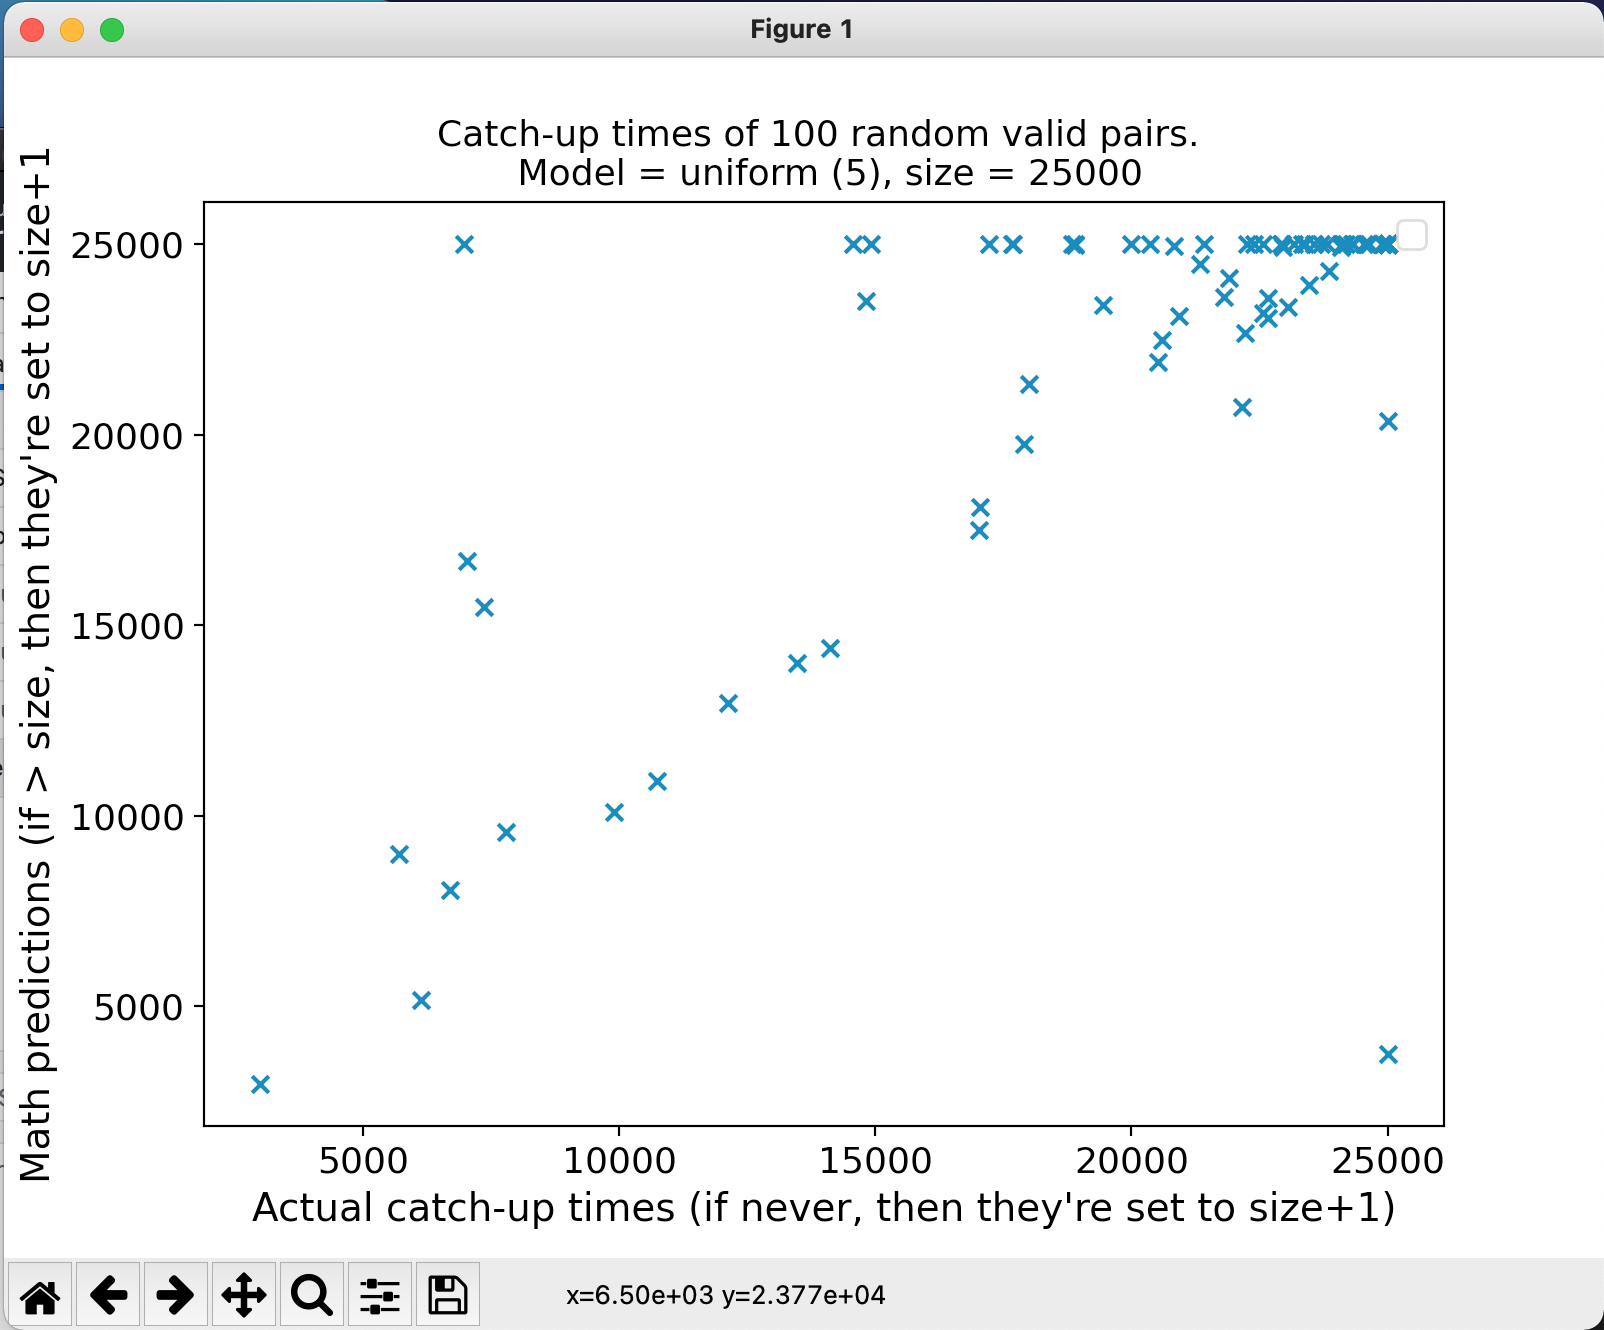 Figure 1
Catch-up times of 100 random valid pairs.
Model = uniform (5), size = 25000
Math predictions (if > size, then they're set to size+1
25000
20000
15000
10000
5000
5000
10000
15000
20000
25000
Actual catch-up times (if never, then they're set to size+1)
x=6.50e+03 y=2.377e+04